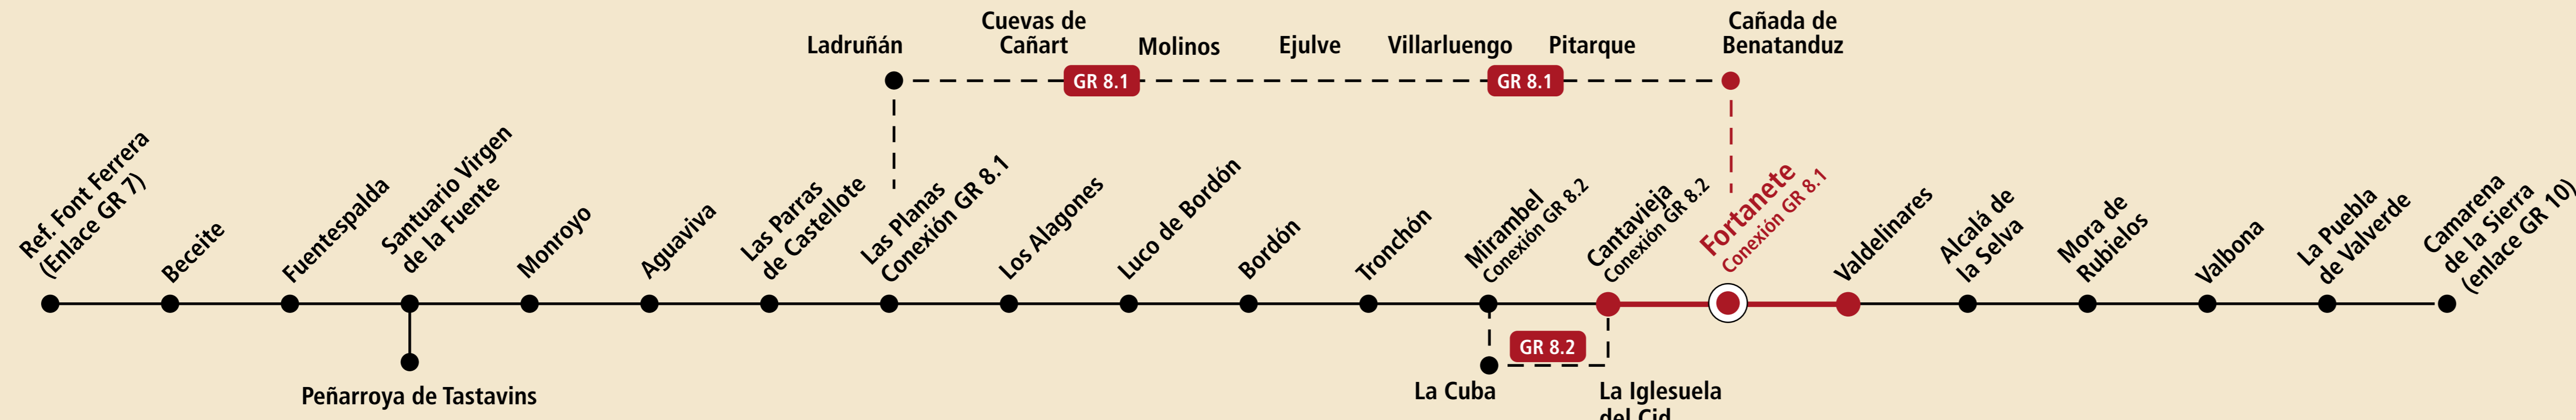 Cuevas de
Cañart
Cañada de
Benatanduz
Ladruñán
Molinos
Ejulve
Villarluengo
Pitarque
GR 8.1
GR 8.1
Ref. Font Ferrera
(Enlace GR 7)
Beceite
Fuentespalda
Santuario Virgen
de la Fuente
Monroyo
Aguaviva
Las Parras
de Castellote
Las Planas
Conexión GR 8.1
Los Alagones
Luco de Bordón
Bordón
Tronchón
Mirambel
Conexión GR 8.2
Cantavieja
Conexión GR 8.2
Fortanete
Conexión GR 8.1
Valdelinares
Alcalá de
la Selva
Mora de
Rubielos
Valbona
La Puebla
de Valverde
Camarena
de la Sierra
(enlace GR 10)
GR 8.2
Peñarroya de Tastavins
La Cuba
La Iglesuela
del Cid